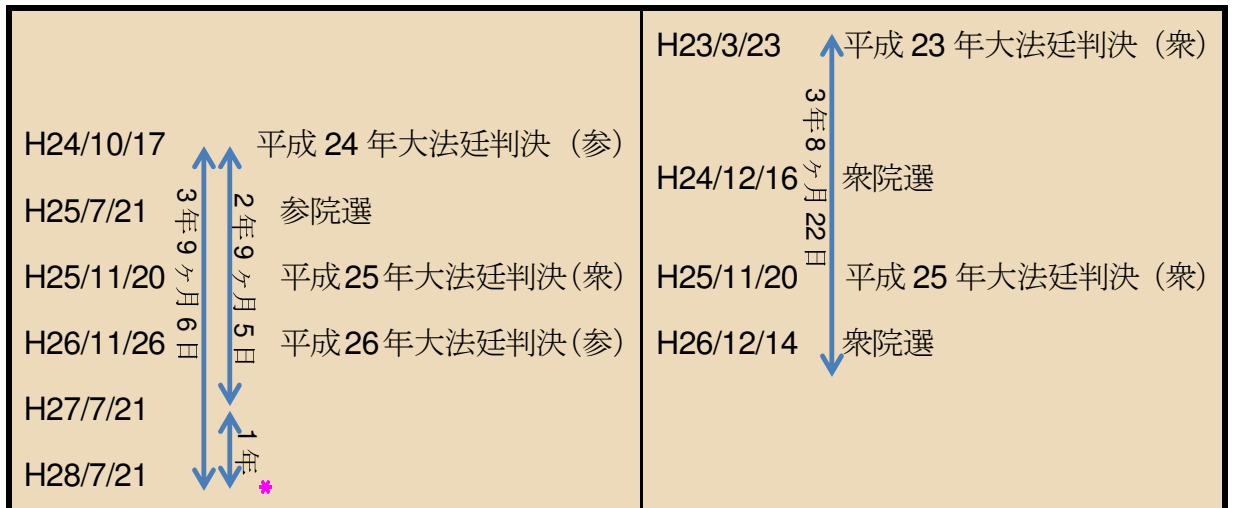 H24/10/17 平成 24 年大法廷判決（参）
H25/7/21 参院選
H25/11/20 平成25年大法廷判決（衆）
H26/11/26 平成26年大法廷判決（参）
H27/7/21
H28/7/21
3年9ヶ月6日
2年9ヶ月5日
1年
*
H23/3/23 平成 23 年大法廷判決（衆）
H24/12/16 衆院選
H25/11/20 平成 25 年大法廷判決（衆）
H26/12/14 衆院選
3年8ヶ月22日